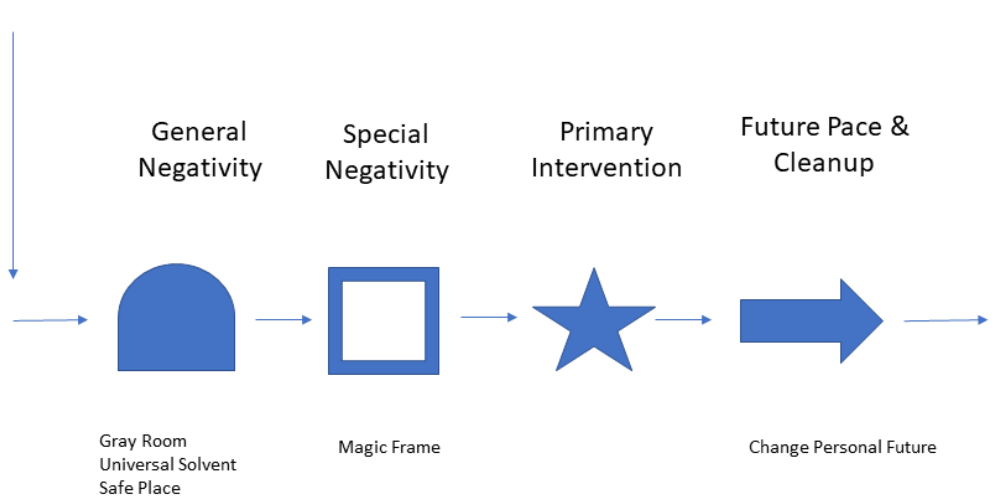 General
Negativity
Special
Negativity
Primary
Intervention
Future Pace &
Cleanup
Gray Room
Universal Solvent
Safe Place
Magic Frame
Change Personal Future